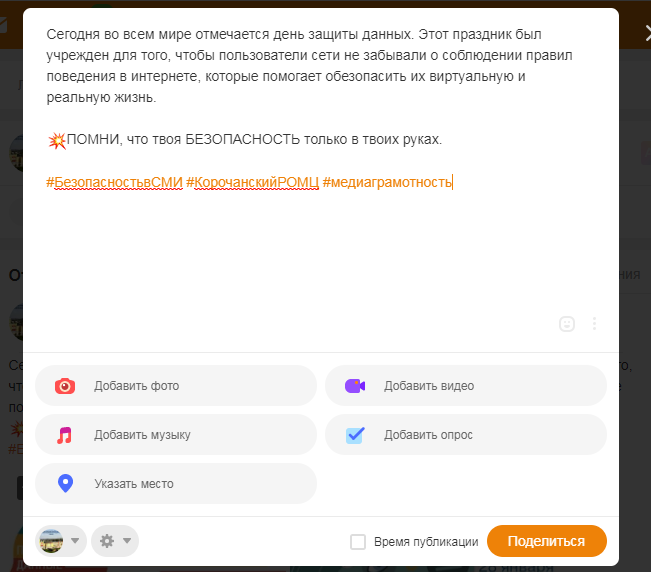 Сегодня во всем мире отмечается день защиты данных. Этот праздник был
учрежден для того, чтобы пользователи сети не забывали о соблюдении правил
поведения в интернете, которые помогает обезопасить их виртуальную и
реальную жизнь.
💥ПОМНИ, что твоя БЕЗОПАСНОСТЬ только в твоих руках.
#БезопасностьвСМИ #КорочанскийРОМЦ #медиаграмотность
Добавить фото
Добавить видео
Добавить музыку
Добавить опрос
Указать место
Время публикации
Поделиться
28 января